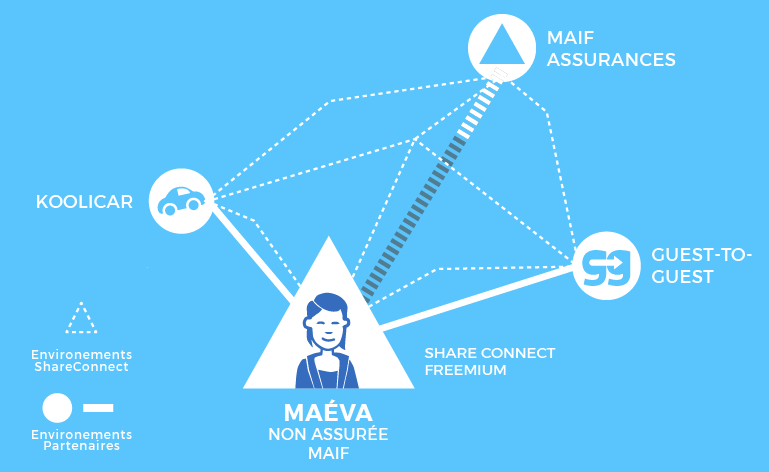 MAIF
ASSURANCES
KOOLICAR
GUEST-TO-
GUEST
SHARE CONNECT
FREEMIUM
Environements
ShareConnect
Environements
Partenaires
MAÉVA
NON ASSURÉE
MAIF